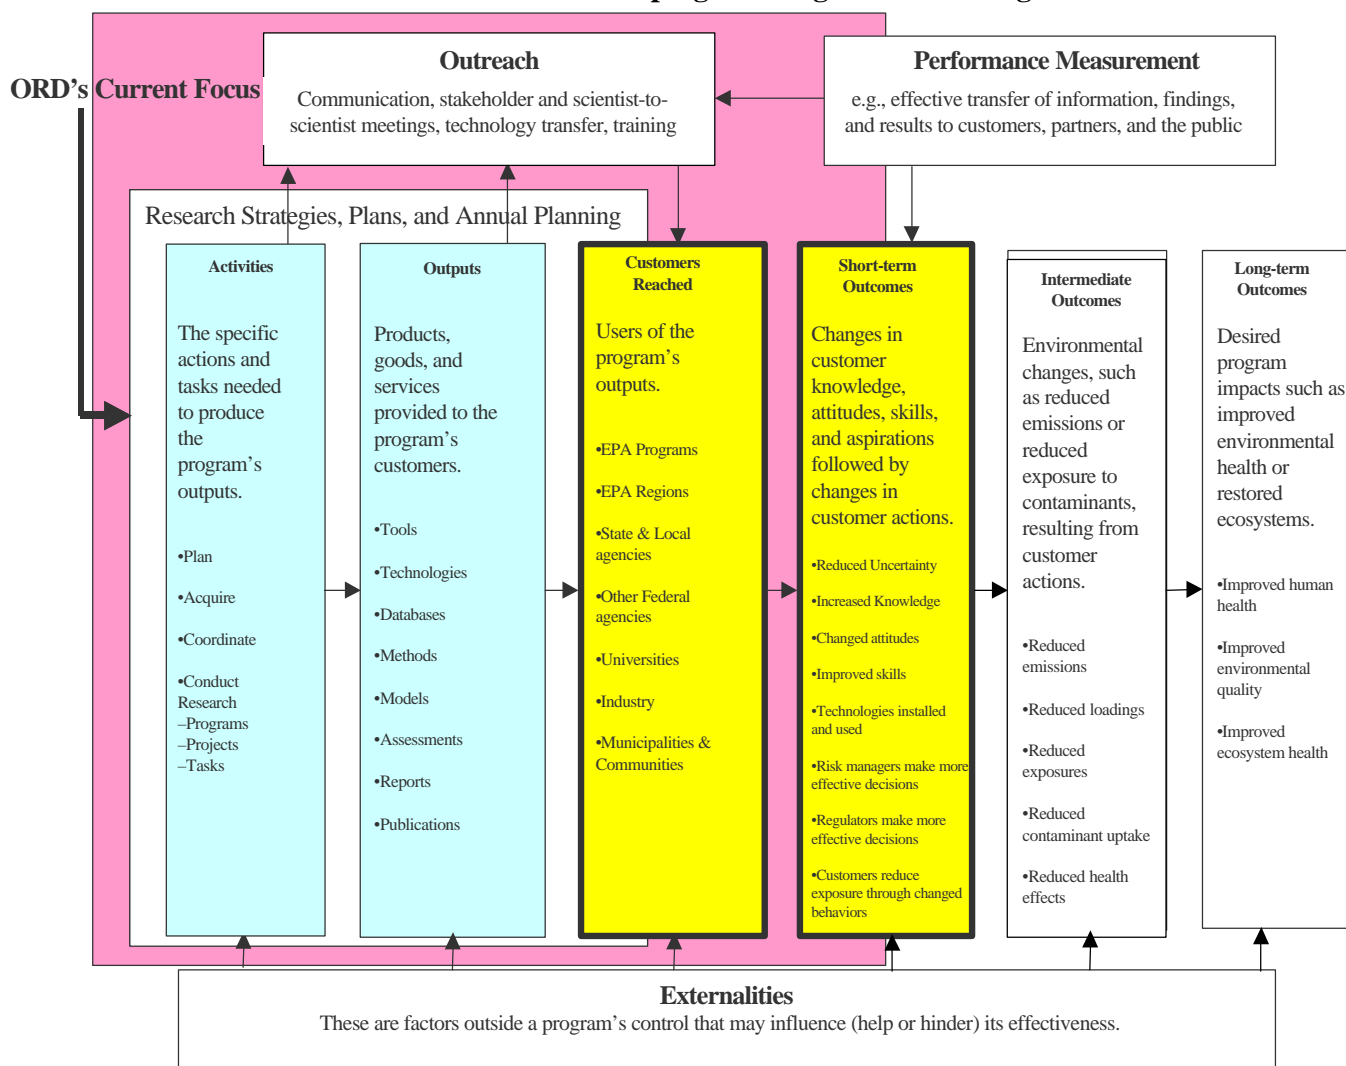 Outreach
Communication, stakeholder and scientist-to-
scientist meetings, technology transfer, training
Performance Measurement
e.g., effective transfer of information, findings,
and results to customers, partners, and the public
ORD’s Current Focus
Research Strategies, Plans, and Annual Planning
Activities
The specific
actions and
tasks needed
to produce
the
program’s
outputs.
•Plan
•Acquire
•Coordinate
•Conduct
Research
–Programs
–Projects
–Tasks
Outputs
Products,
goods, and
services
provided to the
program’s
customers.
•Tools
•Technologies
•Databases
•Methods
•Models
•Assessments
•Reports
•Publications
Customers
Reached
Users of the
program’s
outputs.
•EPA Programs
•EPA Regions
•State & Local
agencies
•Other Federal
agencies
•Universities
•Industry
•Municipalities &
Communities
Short-term
Outcomes
Changes in
customer
knowledge,
attitudes, skills,
and aspirations
followed by
changes in
customer actions.
•Reduced Uncertainty
•Increased Knowledge
•Changed attitudes
•Improved skills
•Technologies installed
and used
•Risk managers make more
effective decisions
•Regulators make more
effective decisions
•Customers reduce
exposure through changed
behaviors
Intermediate
Outcomes
Environmental
changes, such
as reduced
emissions or
reduced
exposure to
contaminants,
resulting from
customer
actions.
•Reduced
emissions
•Reduced loadings
•Reduced
exposures
•Reduced
contaminant uptake
•Reduced health
effects
Long-term
Outcomes
Desired
program
impacts such as
improved
environmental
health or
restored
ecosystems.
•Improved human
health
•Improved
environmental
quality
•Improved
ecosystem health
Externalities
These are factors outside a program’s control that may influence (help or hinder) its effectiveness.